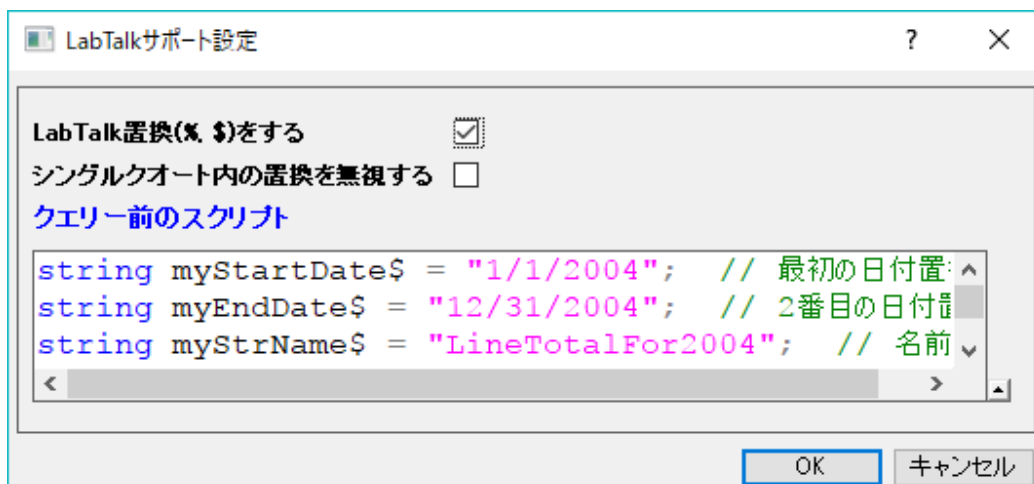 LabTalkサポート設定
LabTalk置換(%, $)をする
シングルクオート内の置換を無視する
クエリー前のスクリプト
string myStartDate$ = "1/1/2004";  // 最初の日付置
string myEndDate$ = "12/31/2004";  // 2番目の日付
string myStrName$ = "LineTotalFor2004";  // 名前
OK
キャンセル